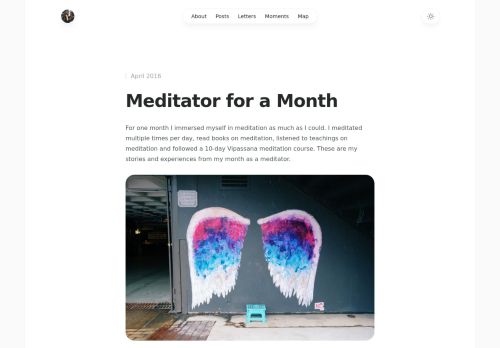 About Posts Letters Moments Map
April 2016
Meditator for a Month
For one month I immersed myself in meditation as much as I could. I meditated
multiple times per day, read books on meditation, listened to teachings on
meditation and followed a 10-day Vipassana meditation course. These are my
stories and experiences from my month as a meditator.